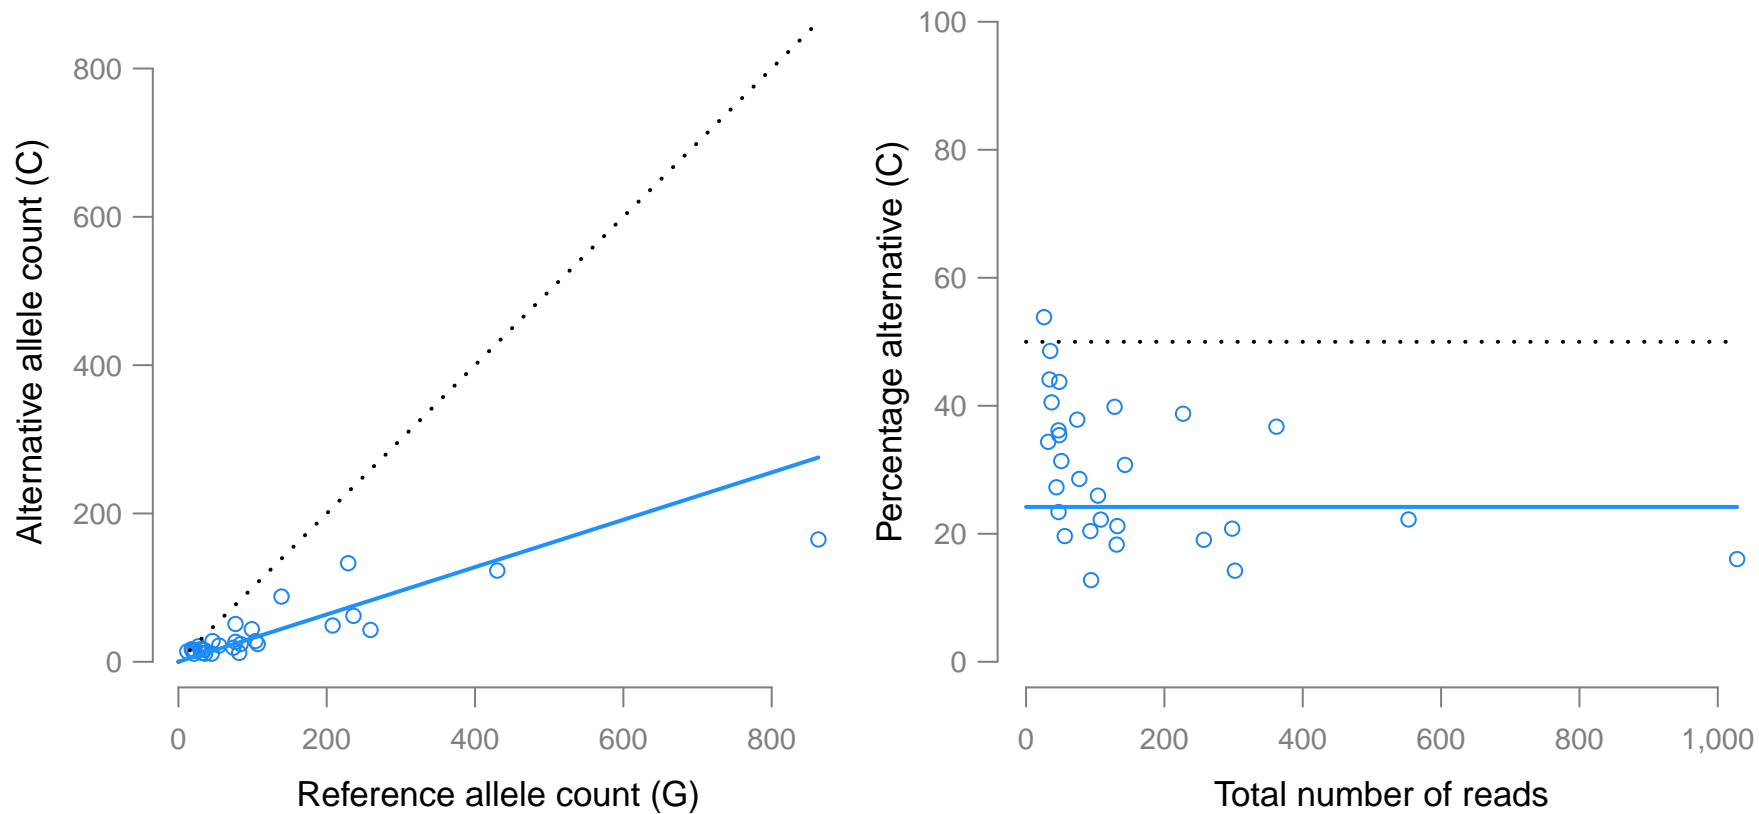 Alternative allele count (C)
800
600
400
200
0
0 200 400 600 800
Reference allele count (G)
Percentage alternative (C)
100
80
60
40
20
0
0 200 400 600 800 1,000
Total number of reads